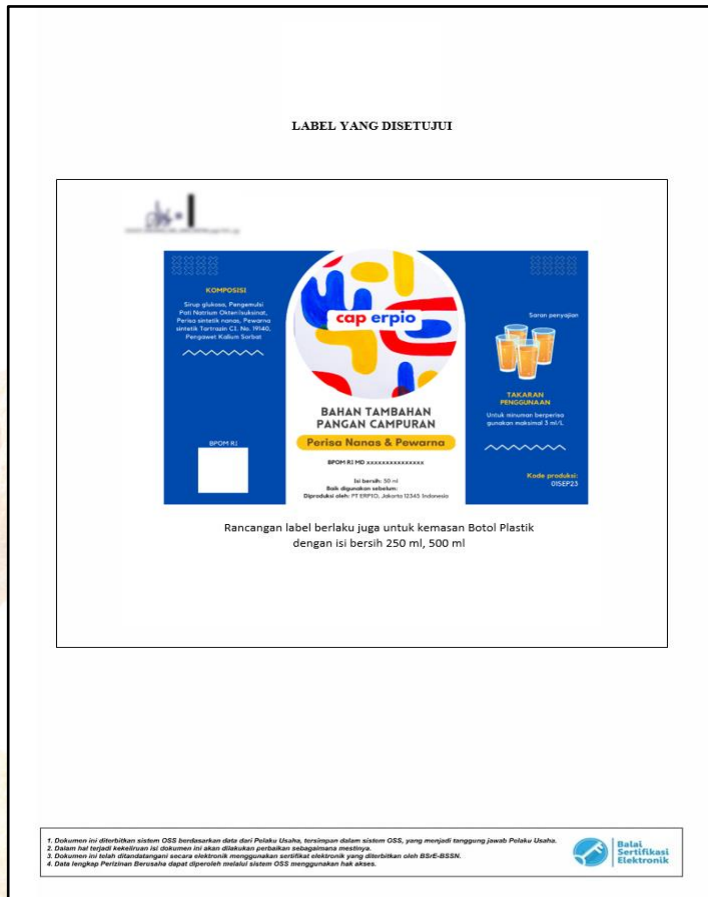 LABEL YANG DISETUJUI
KOMPOSISI
Sirup glukosa, Pengemulsi
Pati Natrium Oktenilsuksinat,
Perisa sintetik nanas, Pewarna
sintetik Tartrazin C.I. No. 19140,
Pengawet Kalium Sorbat
BPOM RI
cap erpio
BAHAN TAMBAHAN
PANGAN CAMPURAN
Perisa Nanas & Pewarna
BPOM RI MD xxxxxxxxxxxxxxx
Isi bersih: 30 ml
Baik digunakan sebelum:
Diproduksi oleh: PT ERPIO, Jakarta 12345 Indonesia
Saran penyajian
TAKARAN
PENGGUNAAN
Untuk minuman berperisa
gunakan maksimal 3 ml/L
Kode produksi:
01SEP23
Rancangan label berlaku juga untuk kemasan Botol Plastik
dengan isi bersih 250 ml, 500 ml
1. Dokumen ini diterbitkan sistem OSS berdasarkan data dari Pelaku Usaha, tersimpan dalam sistem OSS, yang menjadi tanggung jawab Pelaku Usaha.
2. Dalam hal terjadi kekeliruan isi dokumen ini akan dilakukan perbaikan sebagaimana mestinya.
3. Dokumen ini telah ditandatangani secara elektronik menggunakan sertifikat elektronik yang diterbitkan oleh BSrE-BSSN.
4. Data lengkap Perizinan Berusaha dapat diperoleh melalui sistem OSS menggunakan hak akses.
Balai
Sertifikasi
Elektronik